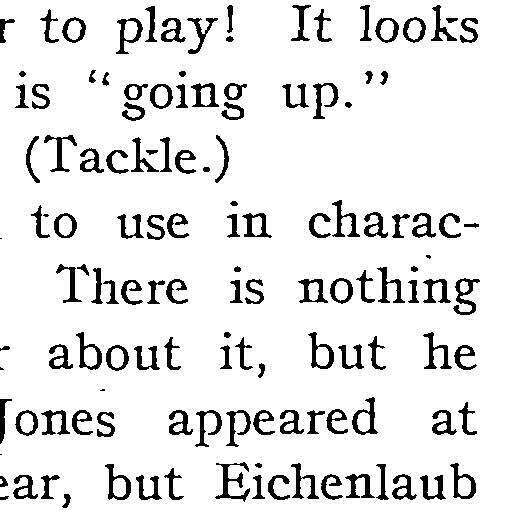 r to play! It looks
is “going up.”
(Tackle.)
to use in charac-
There is nothing
r about it, but he
Jones appeared at
ear, but Eichenlaub